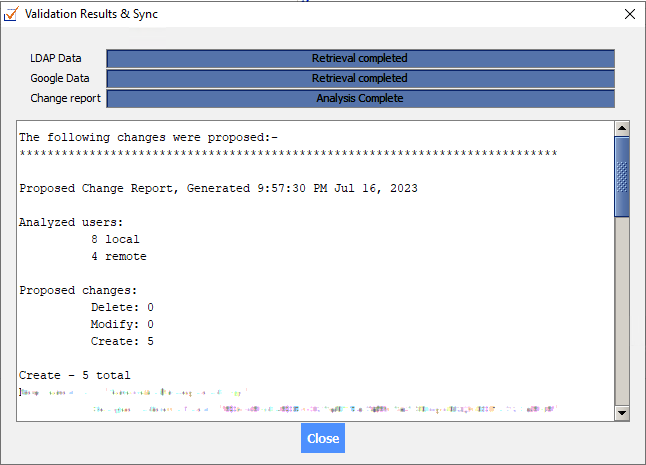 Validation Results & Sync
LDAP Data Retrieval completed
Google Data Retrieval completed
Change report Analysis Complete
The following changes were proposed:-
*****************************************************************************
Proposed Change Report, Generated 9:57:30 PM Jul 16, 2023
Analyzed users:
8 local
4 remote
Proposed changes:
Delete: 0
Modify: 0
Create: 5
Create - 5 total
Close